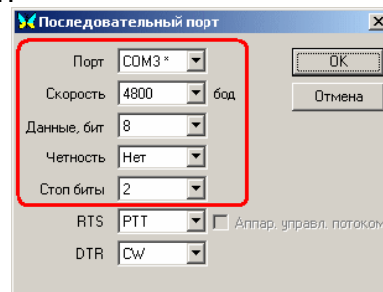 Последовательный порт
Порт COM3 * OK
Скорость 4800 бод Отмена
Данные, бит 8
Четность Нет
Стоп биты 2
RTS PTT Аппар. управл. потоком
DTR CW